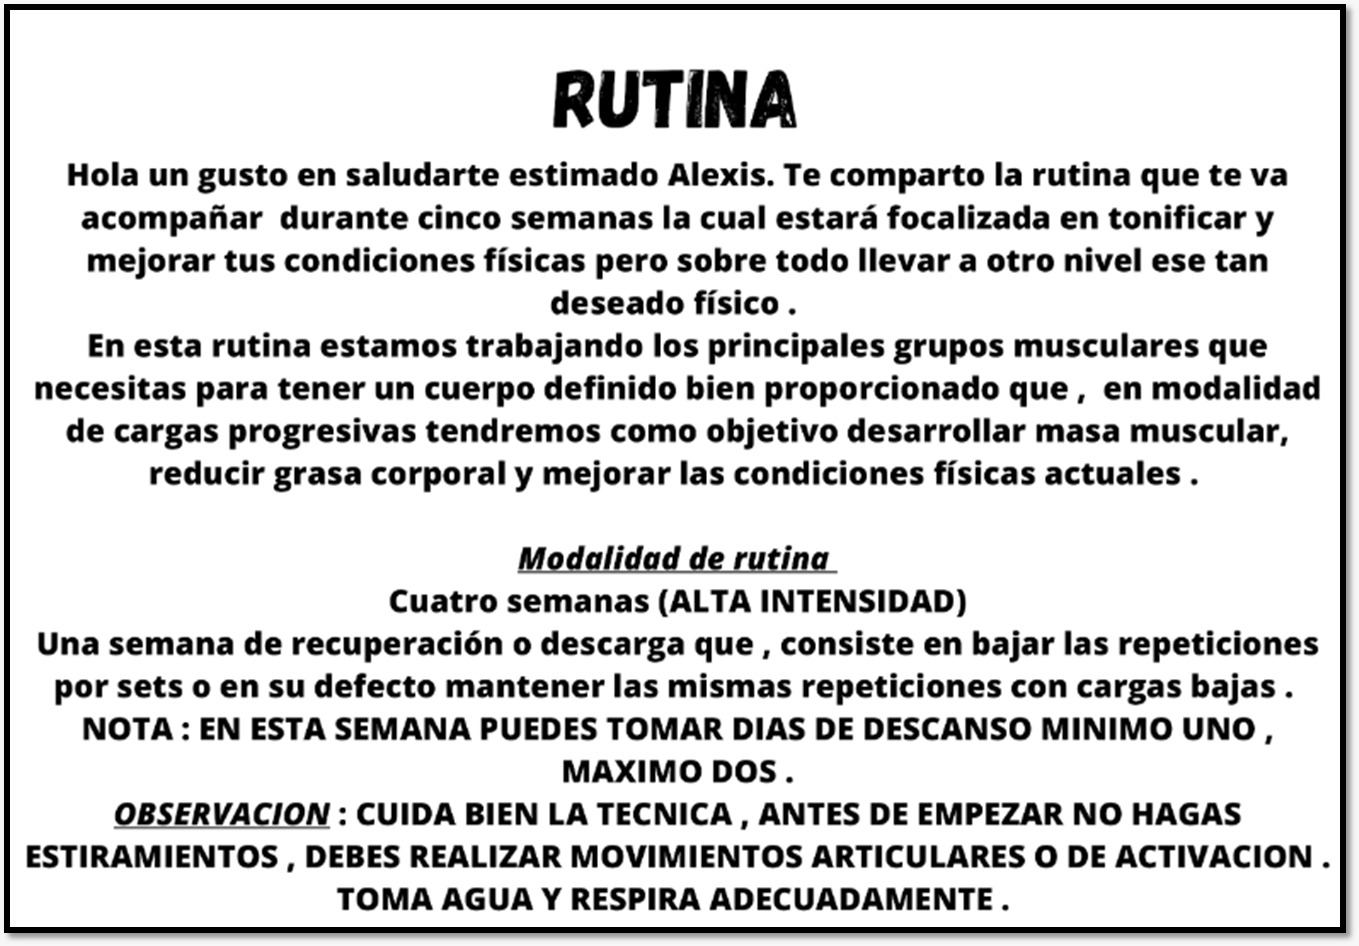 RUTINA
Hola un gusto en saludarte estimado Alexis. Te comparto la rutina que te va
acompañar  durante cinco semanas la cual estará focalizada en tonificar y
mejorar tus condiciones físicas pero sobre todo llevar a otro nivel ese tan
deseado físico .
En esta rutina estamos trabajando los principales grupos musculares que
necesitas para tener un cuerpo definido bien proporcionado que ,  en modalidad
de cargas progresivas tendremos como objetivo desarrollar masa muscular,
reducir grasa corporal y mejorar las condiciones físicas actuales .
Modalidad de rutina
Cuatro semanas (ALTA INTENSIDAD)
Una semana de recuperación o descarga que , consiste en bajar las repeticiones
por sets o en su defecto mantener las mismas repeticiones con cargas bajas .
NOTA : EN ESTA SEMANA PUEDES TOMAR DIAS DE DESCANSO MINIMO UNO ,
MAXIMO DOS .
OBSERVACION : CUIDA BIEN LA TECNICA , ANTES DE EMPEZAR NO HAGAS
ESTIRAMIENTOS , DEBES REALIZAR MOVIMIENTOS ARTICULARES O DE ACTIVACION .
TOMA AGUA Y RESPIRA ADECUADAMENTE .